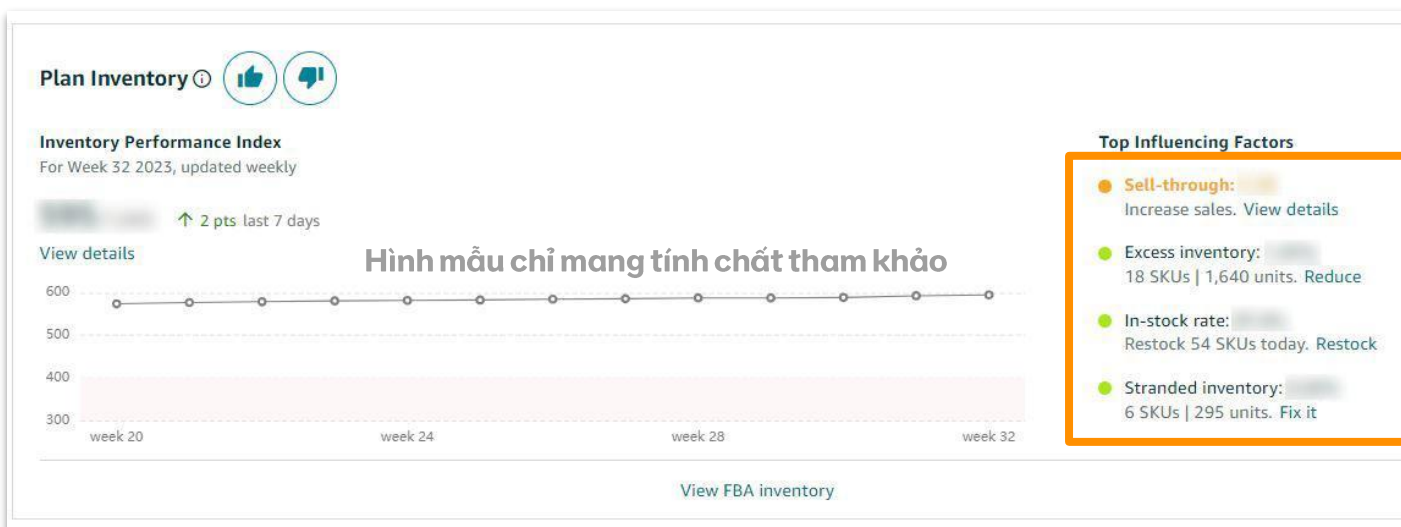 Plan Inventory
Inventory Performance Index
For Week 32 2023, updated weekly
↑ 2 pts last 7 days
View details
Hình mẫu chỉ mang tính chất tham khảo
600
500
400
300
week 20
week 24
week 28
week 32
Top Influencing Factors
Sell-through:
Increase sales. View details
Excess inventory:
18 SKUs | 1,640 units. Reduce
In-stock rate:
Restock 54 SKUs today. Restock
Stranded inventory:
6 SKUs | 295 units. Fix it
View FBA inventory